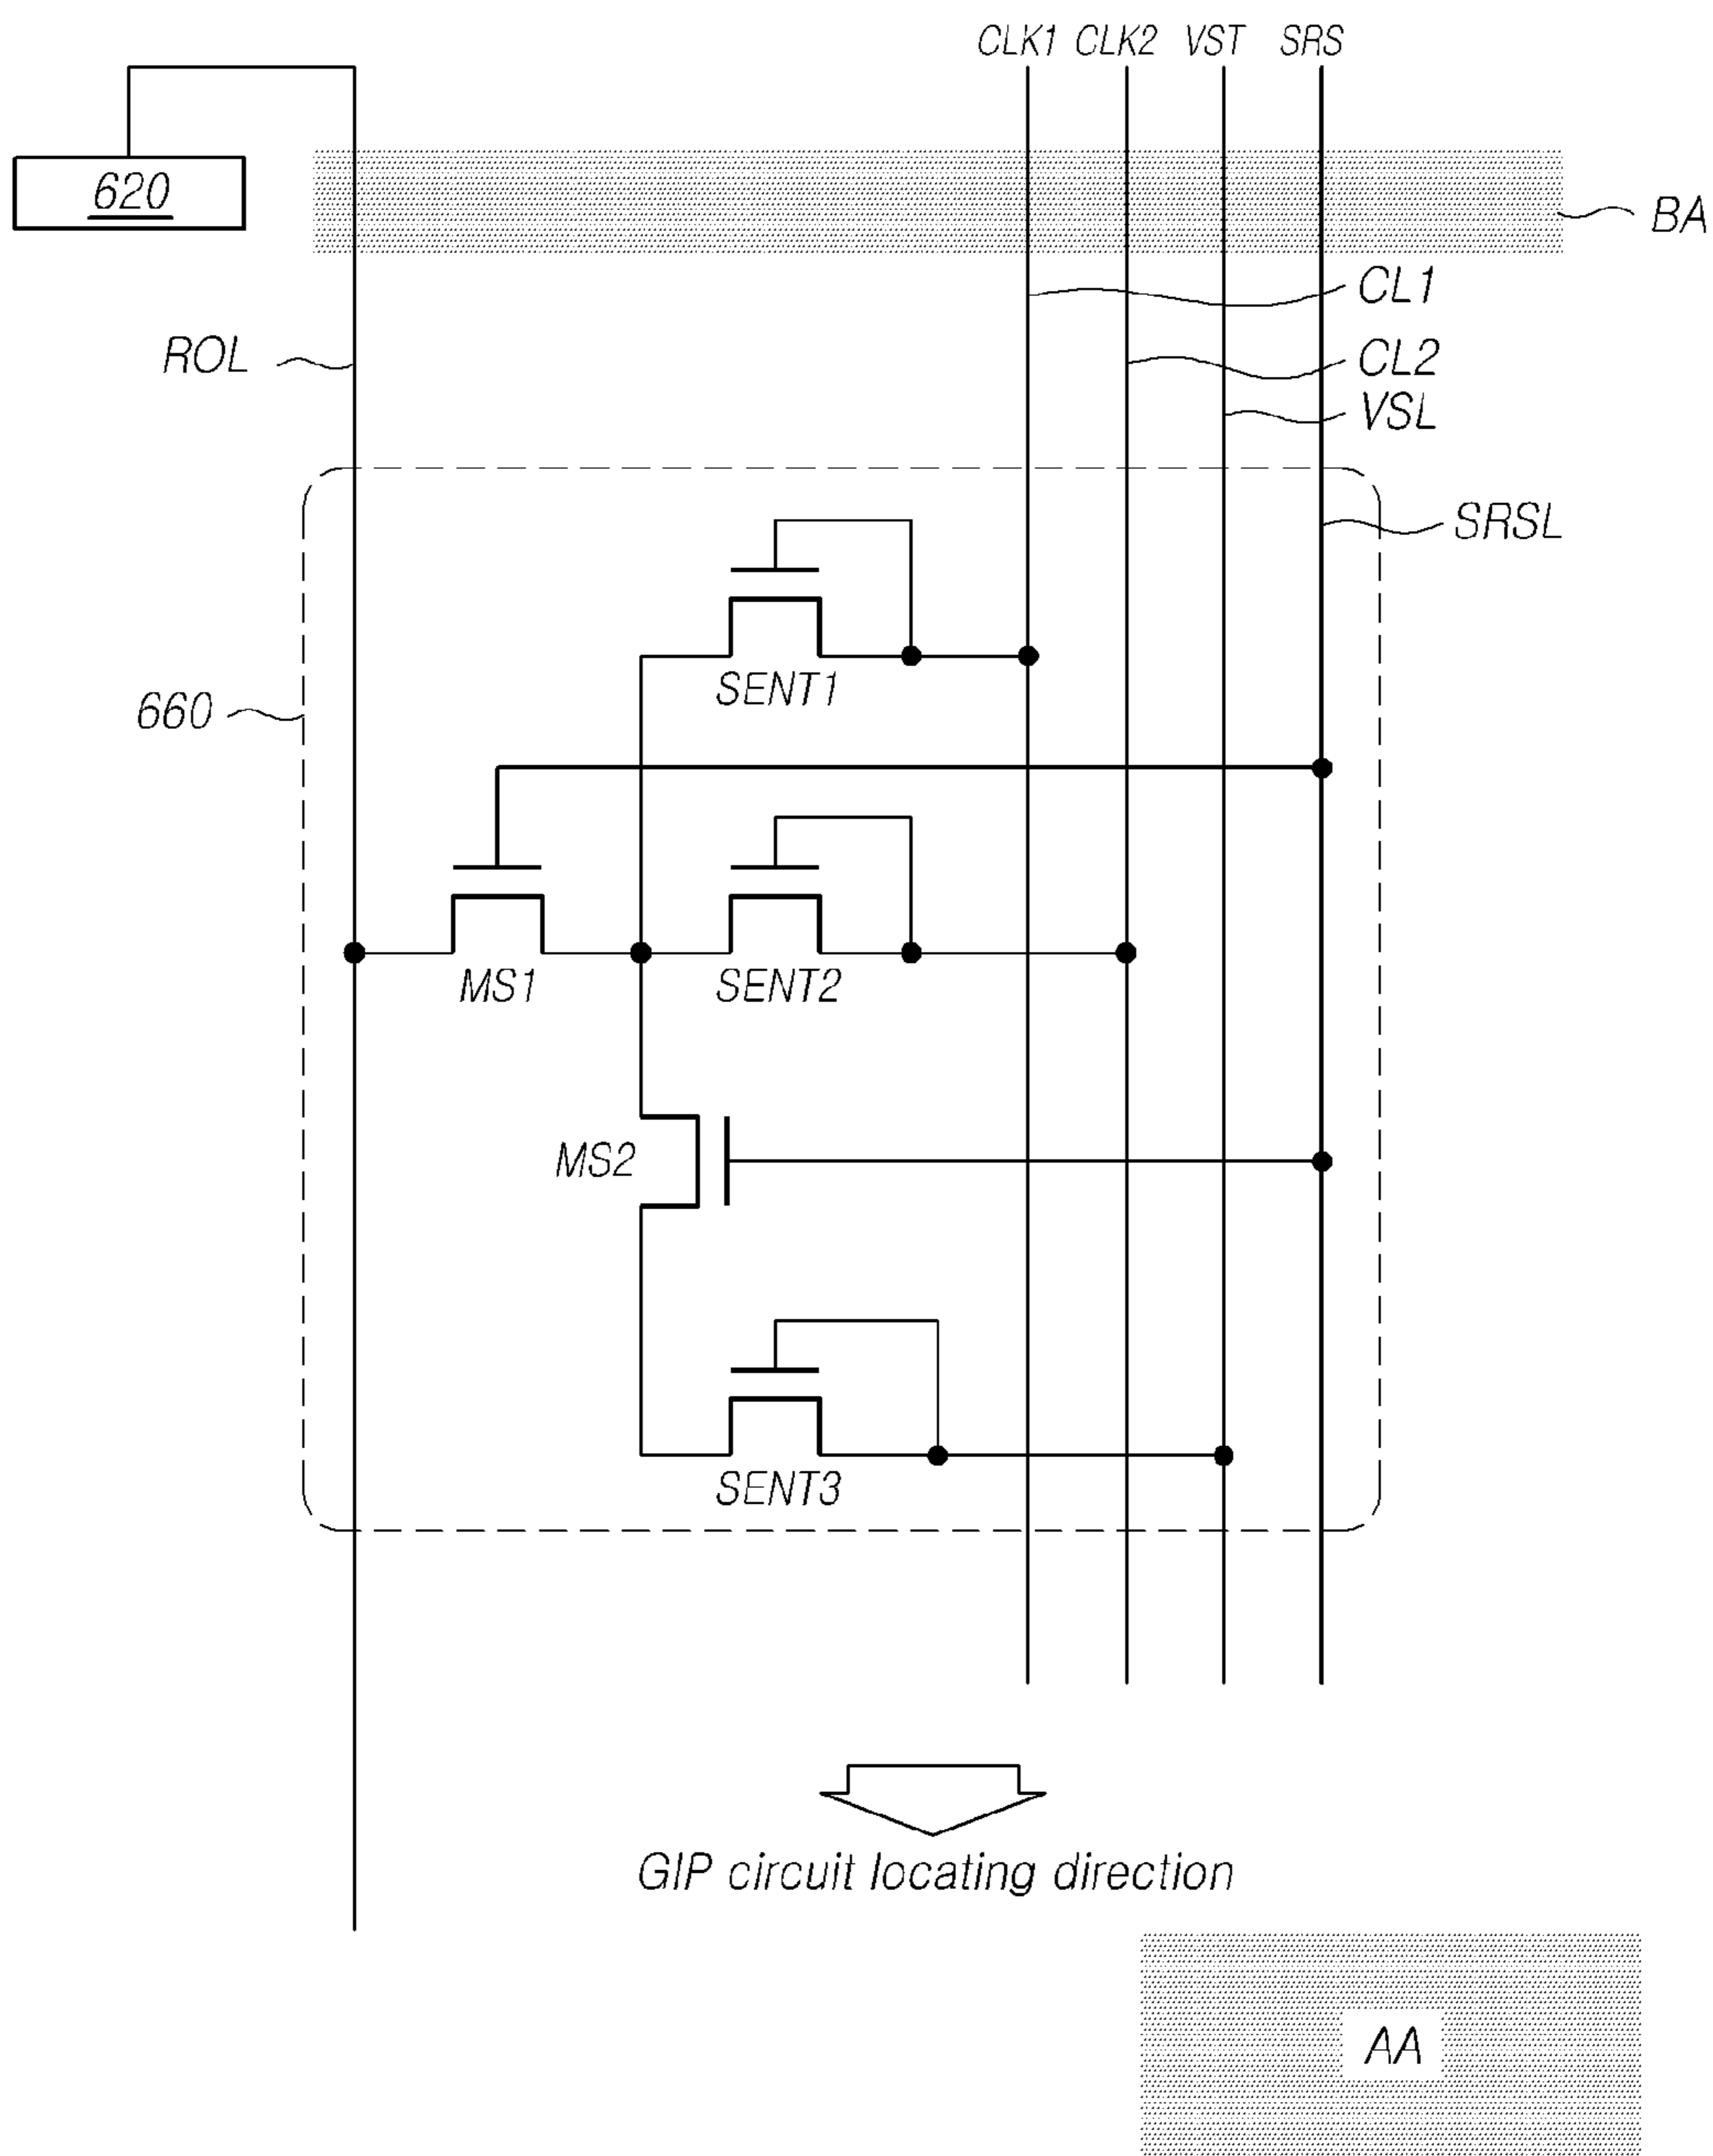 CLK1 CLK2 VST SRS
620
BA
CL1
ROL
CL2
VSL
SRSL
SENT1
660
MS1
SENT2
MS2
SENT3
GIP circuit locating direction
AA